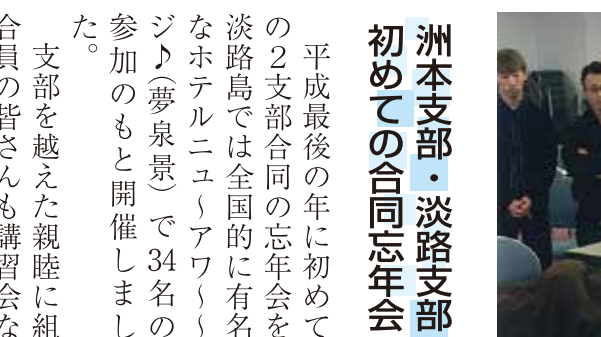 洲本支部・淡路支部
初めての合同忘年会
平成最後の年に初めて
の2支部合同の忘年会を
淡路島では全国的に有名
なホテルニュ～アワ～～
ジ♪（夢泉景）で34名の
参加のもと開催しまし
た。
支部を越えた親睦に組
合員の皆さんも講習会な